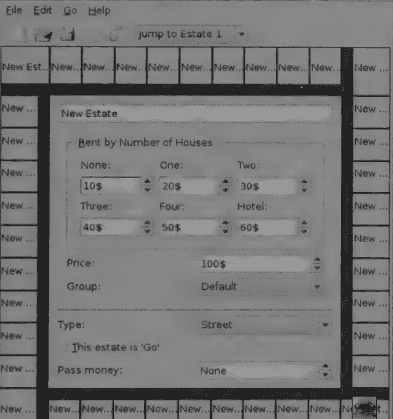 File Edit Go Help
Jump to Estate 1
New Est... New... New... New... New... New... New... New... New... New ...
New ...
New Estate
New ...
New ...
Rent by Number of Houses
None: One: Two:
New ...
New ...
10$ 20$ 30$
Three: Four: Hotel:
New ...
New ...
40$ 50$ 60$
New ...
New ...
Price: 100$
New ...
New ...
Group: Default
New ...
New ...
New ...
New ...
Type: Street
New ...
New ...
This estate is 'Go'
Pass money: None
New ...
New ...
New ... New... New... New... New... New... New... New... New...